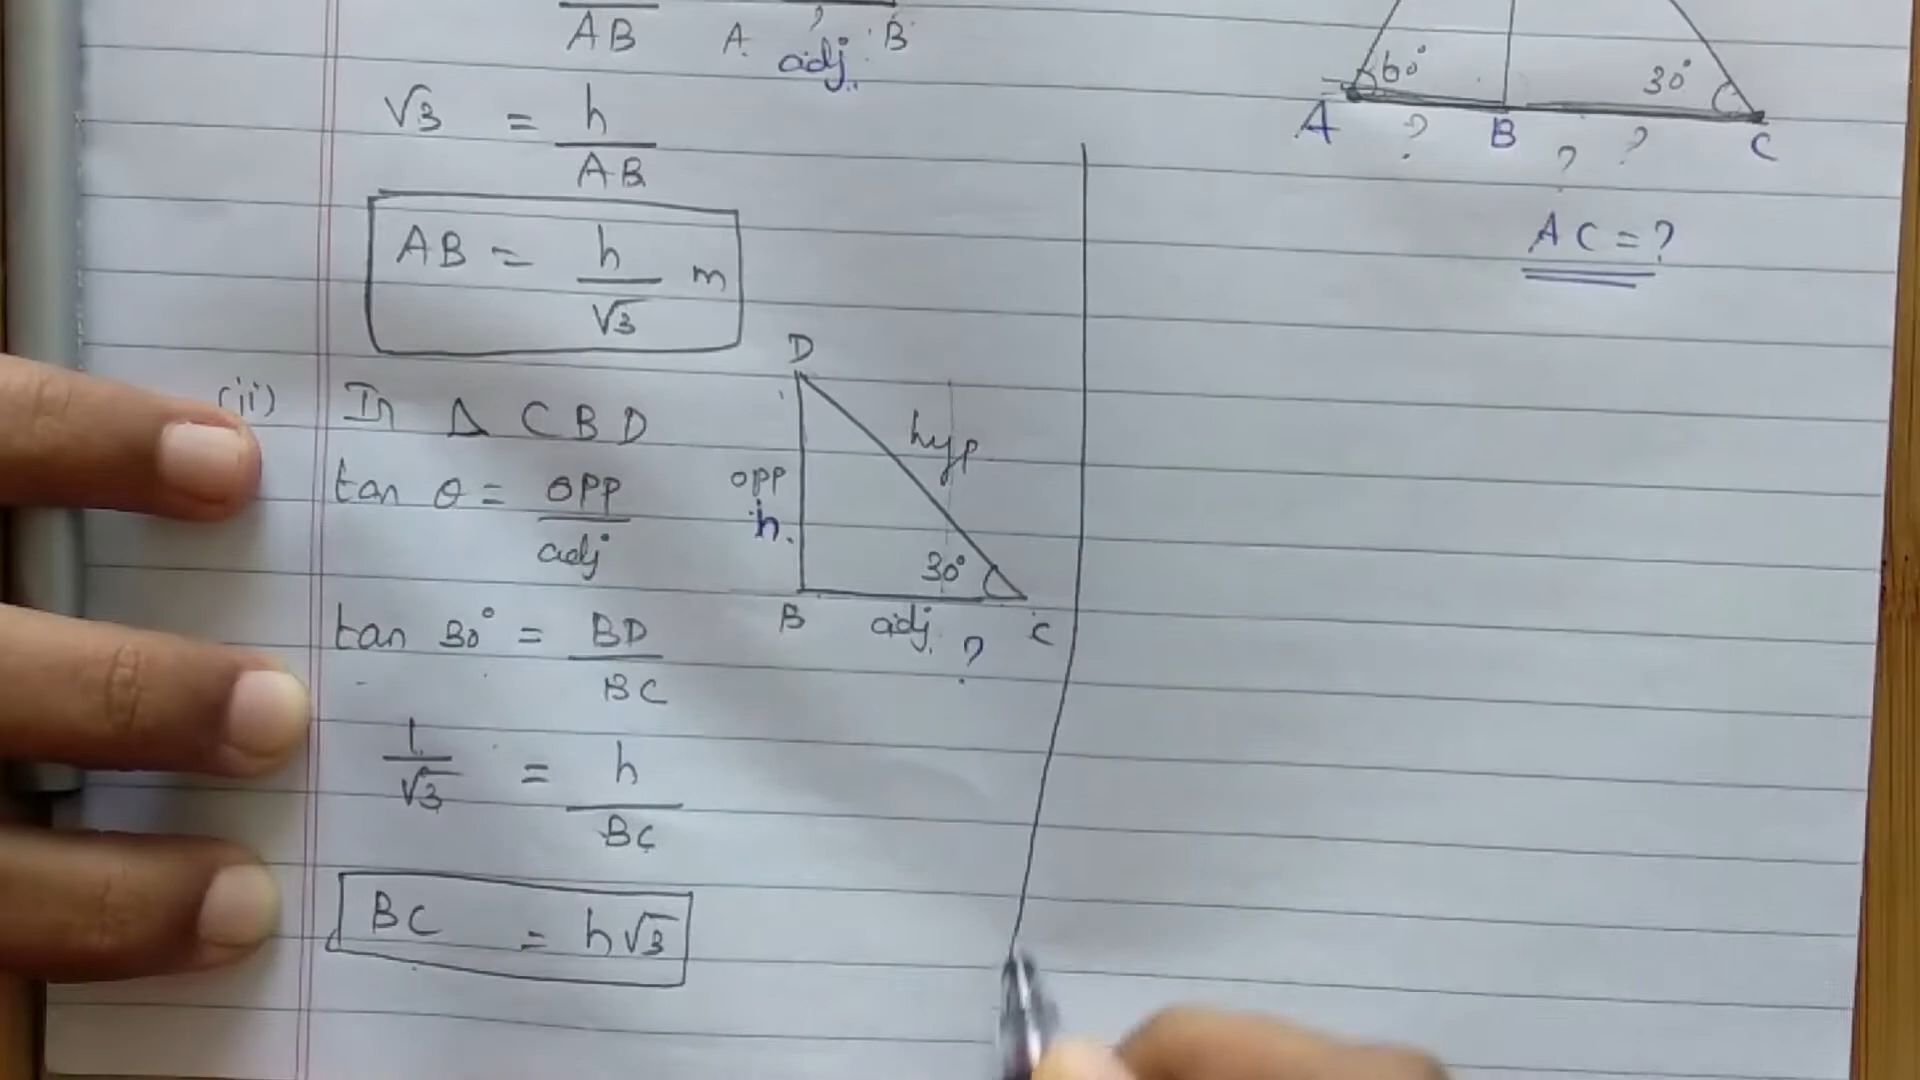 AB A ? B
adj.
√3 = h
AB
AB = h m
√3
(ii) In Δ CBD
tan θ = opp
adj
tan 30° = BD
BC
1 = h
√3 BC
BC = h√3
D
hyp
opp
h.
30°
B adj. ? C
60° 30°
A ? B ? ? C
AC = ?